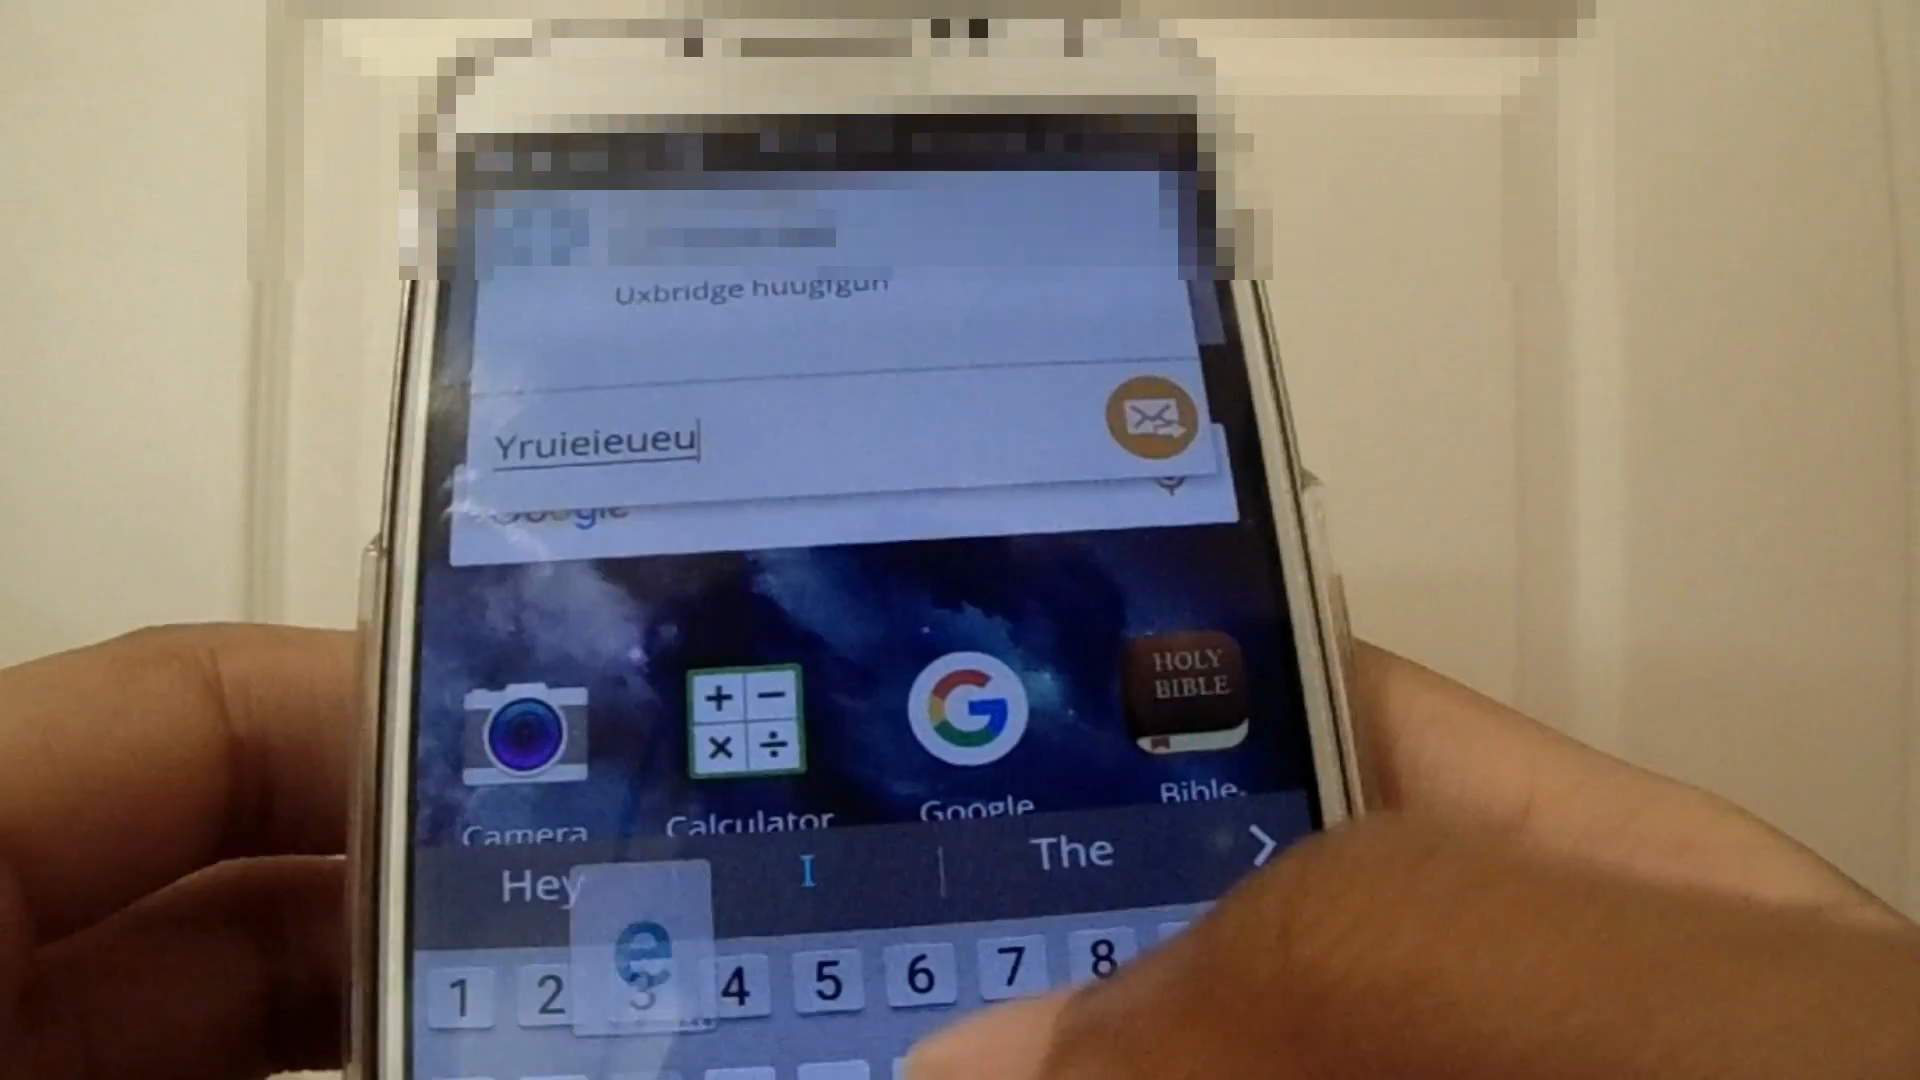 Uxbridge huugigun
Yruieieueu
Google
HOLY
BIBLE
Camera
Calculator
Google
Bible
Hey
I
The
e
1 2 3 4 5 6 7 8